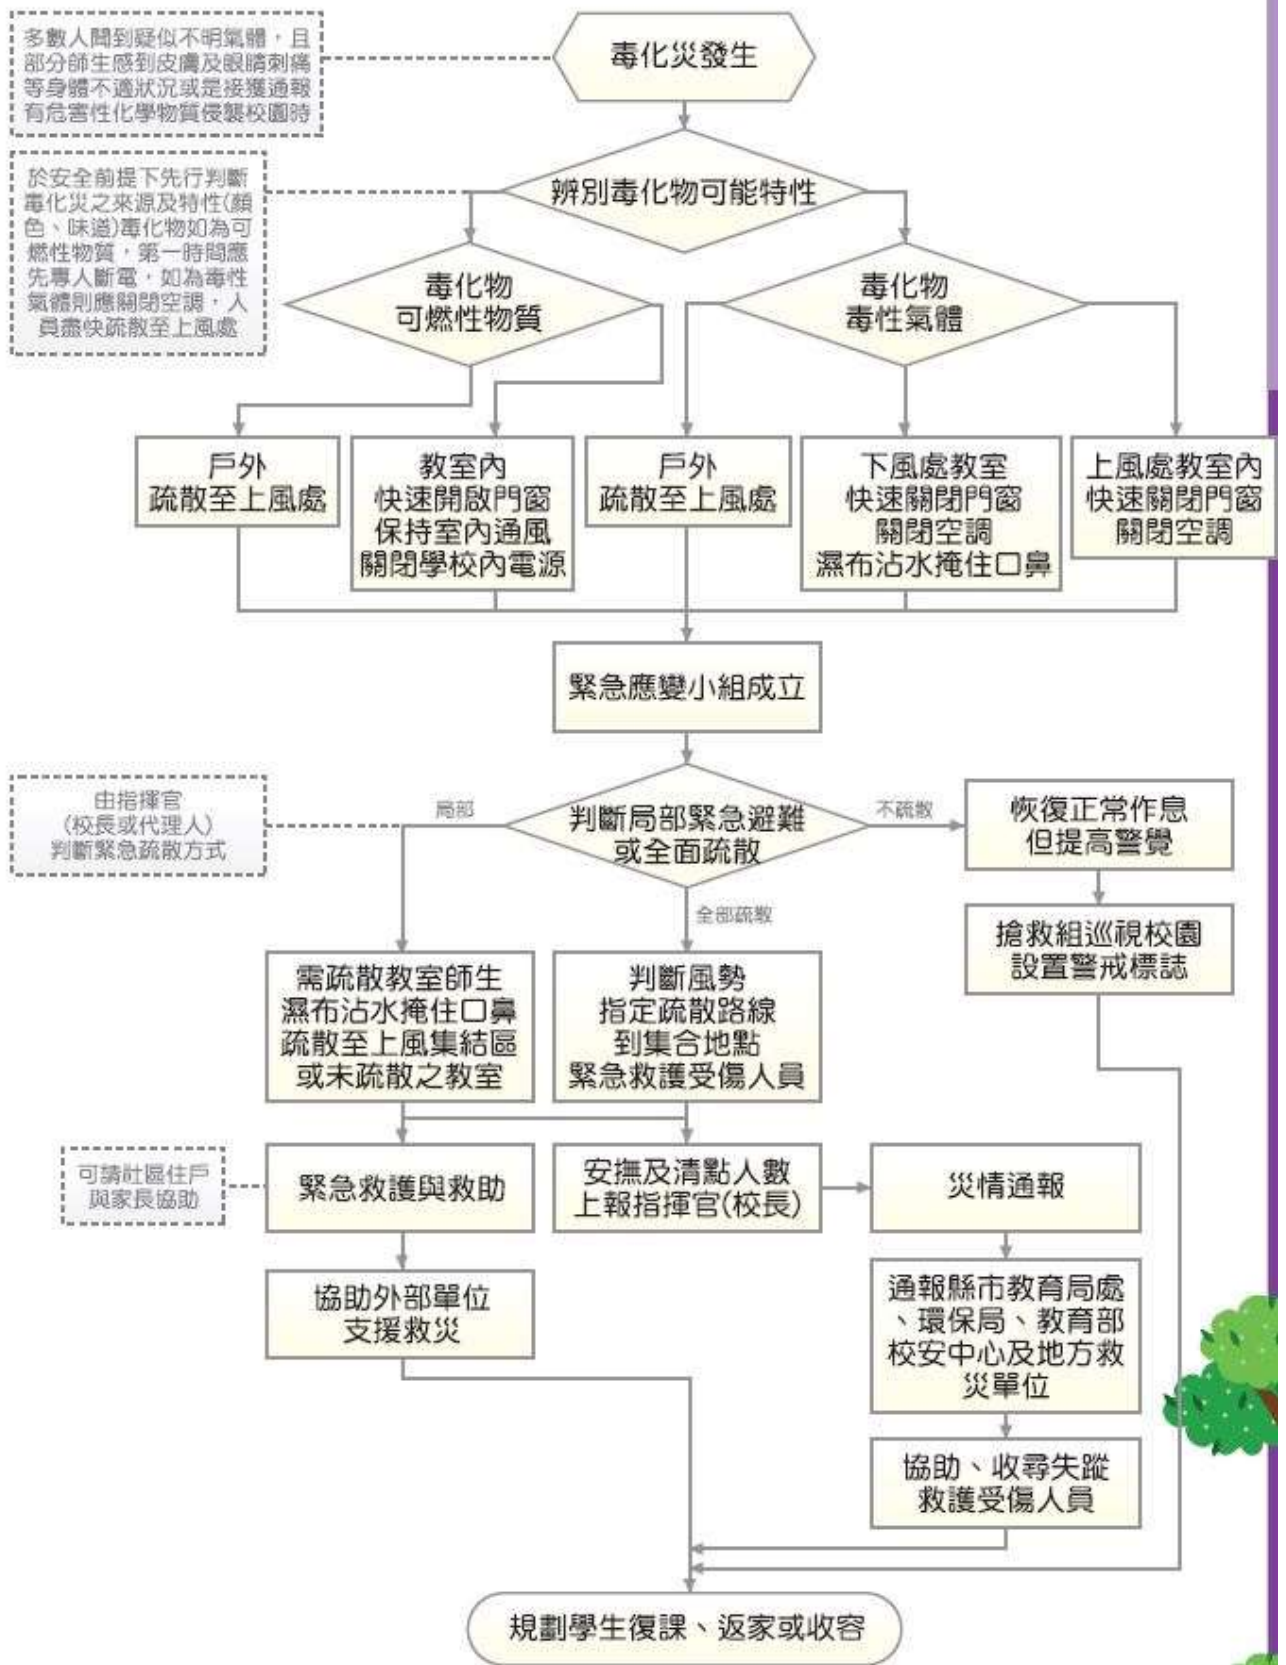 多數人聞到疑似不明氣體，且
部分師生感到皮膚及眼睛刺痛
等身體不適狀況或是接獲通報
有危害性化學物質侵襲校園時
毒化災發生
於安全前提下先行判斷
毒化災之來源及特性(顏
色、味道)毒化物如為可
燃性物質，第一時間應
先專人斷電，如為毒性
氣體則應關閉空調，人
員盡快疏散至上風處
辨別毒化物可能特性
毒化物
可燃性物質
毒化物
毒性氣體
戶外
疏散至上風處
教室內
快速開啟門窗
保持室內通風
關閉學校內電源
戶外
疏散至上風處
下風處教室
快速關閉門窗
關閉空調
濕布沾水掩住口鼻
上風處教室內
快速關閉門窗
關閉空調
緊急應變小組成立
由指揮官
(校長或代理人)
判斷緊急疏散方式
局部
判斷局部緊急避難
或全面疏散
不疏散
恢復正常作息
但提高警覺
全部疏散
搶救組巡視校園
設置警戒標誌
需疏散教室師生
濕布沾水掩住口鼻
疏散至上風集結區
或未疏散之教室
判斷風勢
指定疏散路線
到集合地點
緊急救護受傷人員
可請社區住戶
與家長協助
緊急救護與救助
安撫及清點人數
上報指揮官(校長)
災情通報
協助外部單位
支援救災
通報縣市教育局處
、環保局、教育部
校安中心及地方救
災單位
協助、收尋失蹤
救護受傷人員
規劃學生復課、返家或收容